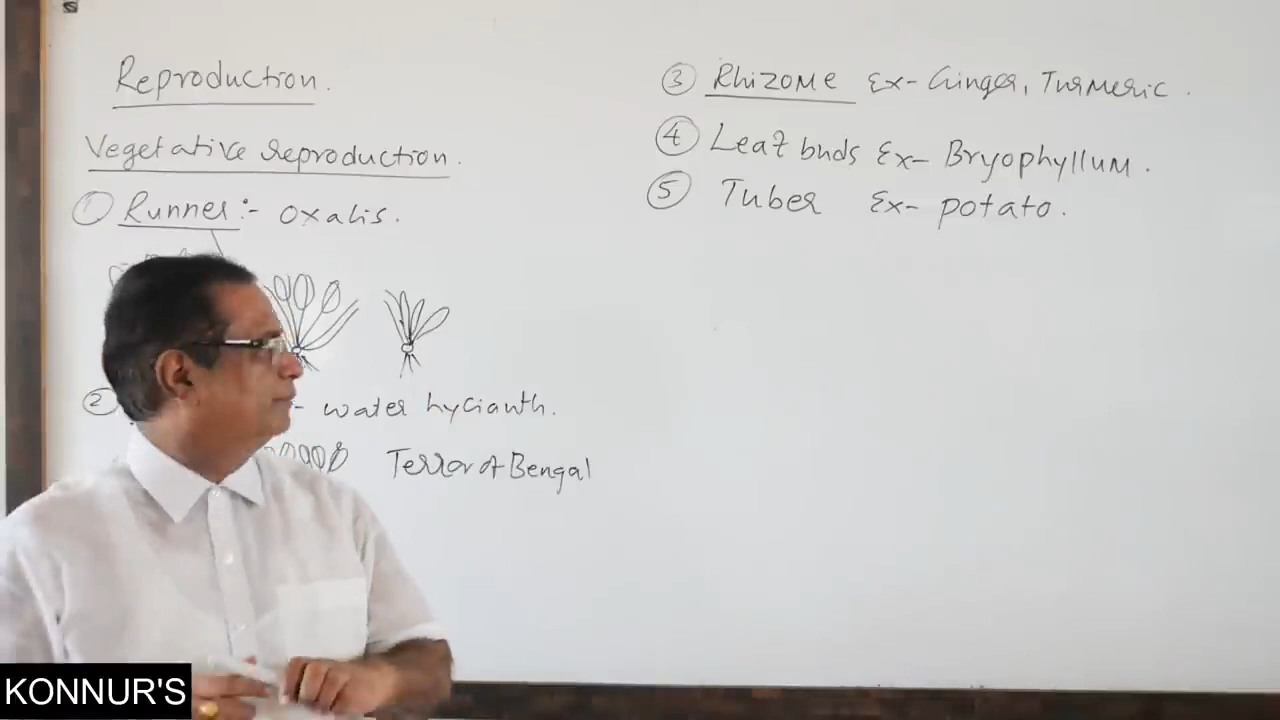 Reproduction.
Vegetative reproduction.
① Runner :- Oxalis.
② - water hycianth.
Terror of Bengal
③ Rhizome Ex- Ginger, Turmeric.
④ Leaf buds Ex- Bryophyllum.
⑤ Tuber Ex- potato.
KONNUR'S